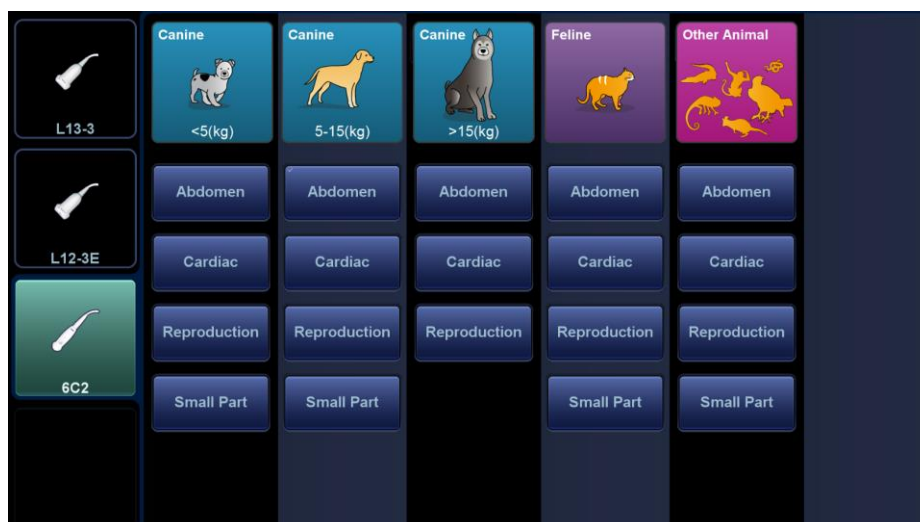 L13-3
L12-3E
6C2
Canine
<5(kg)
Canine
5-15(kg)
Canine
>15(kg)
Feline
Other Animal
Abdomen Abdomen Abdomen Abdomen Abdomen
Cardiac Cardiac Cardiac Cardiac Cardiac
Reproduction Reproduction Reproduction Reproduction Reproduction
Small Part Small Part Small Part Small Part